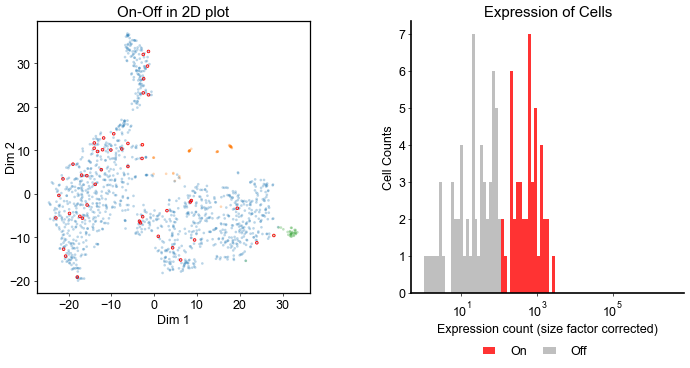 On-Off in 2D plot
Dim 2
30
20
10
0
−10
−20
−20 −10 0 10 20 30
Dim 1
Expression of Cells
Cell Counts
7
6
5
4
3
2
1
0
10^1 10^3 10^5
Expression count (size factor corrected)
On Off